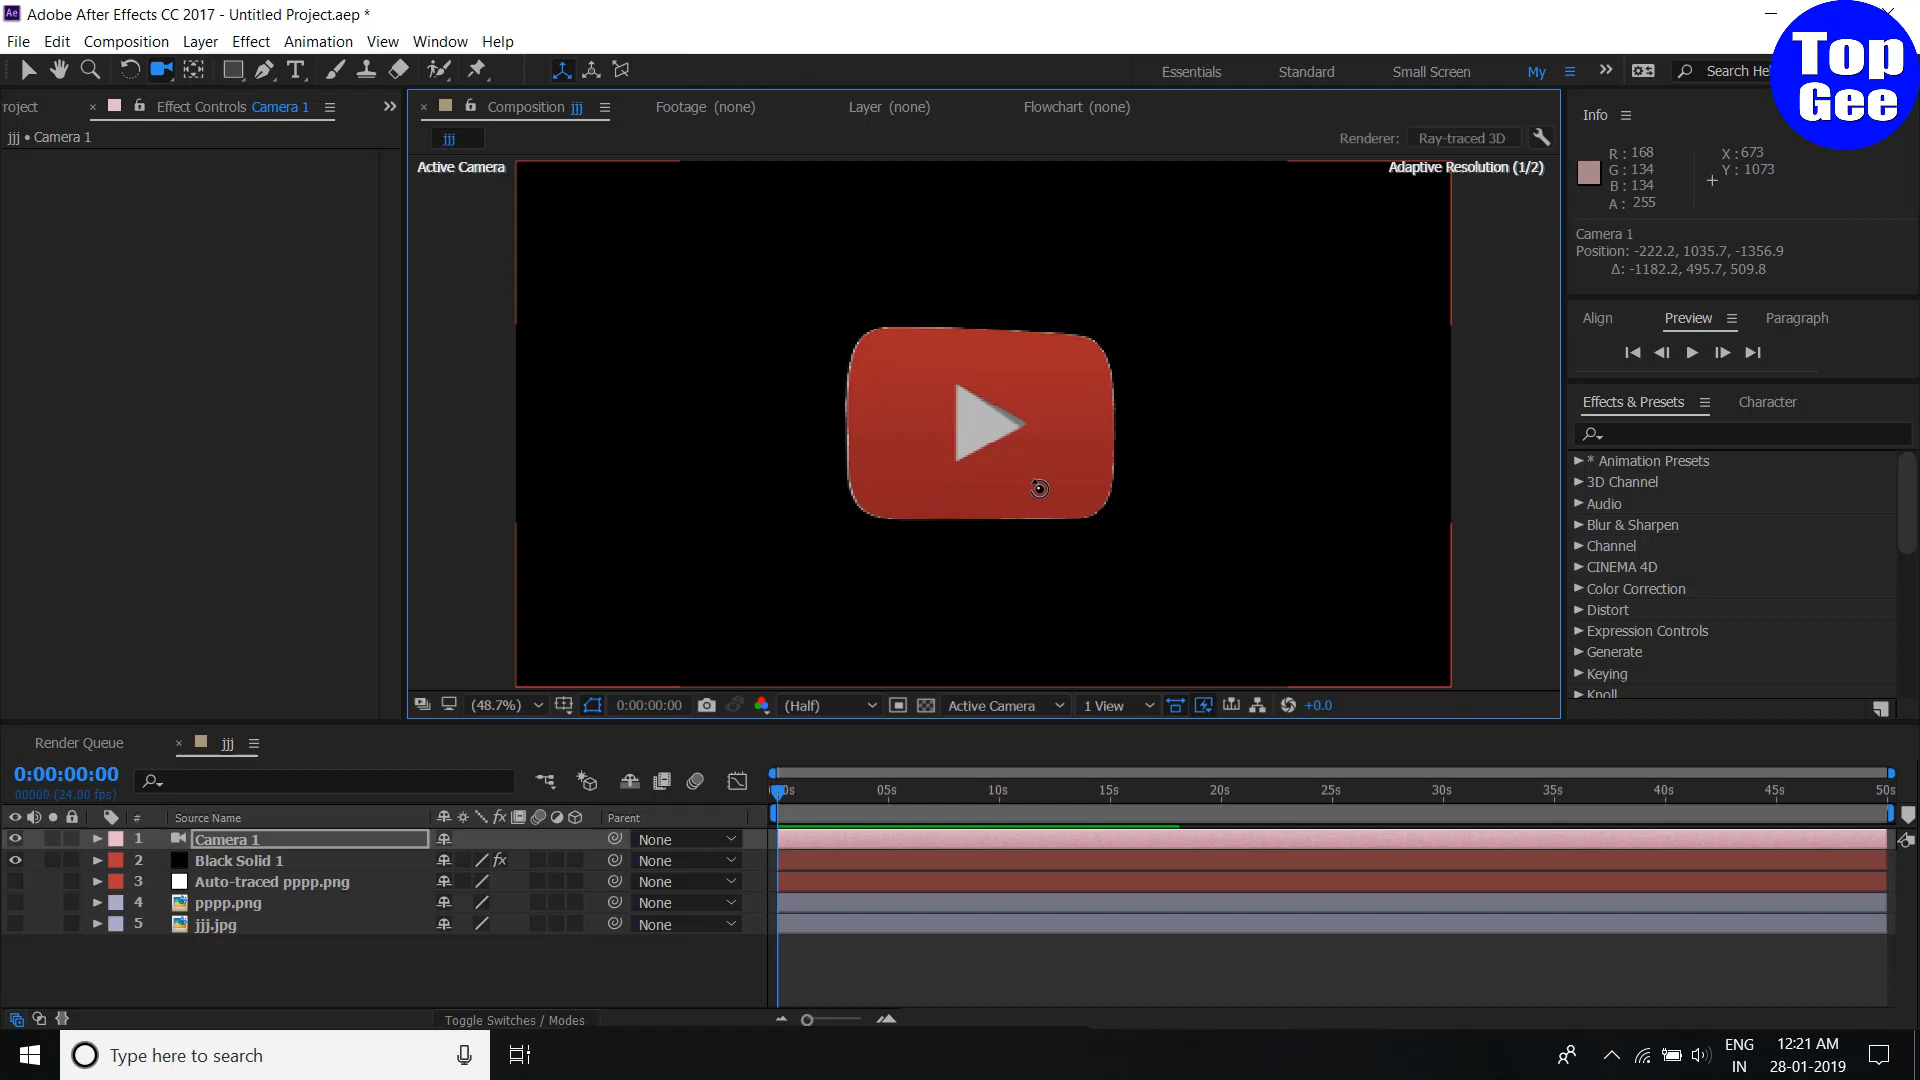 Ae Adobe After Effects CC 2017 - Untitled Project.aep *
Top
Gee
File Edit Composition Layer Effect Animation View Window Help
Essentials Standard Small Screen My Search Hel
roject Effect Controls Camera 1
Composition jjj Footage (none) Layer (none) Flowchart (none)
Info
jjj • Camera 1
jjj
Renderer: Ray-traced 3D
Active Camera
Adaptive Resolution (1/2)
R : 168
G : 134
B : 134
A : 255
X : 673
Y : 1073
Camera 1
Position: -222.2, 1035.7, -1356.9
Δ: -1182.2, 495.7, 509.8
Align Preview Paragraph
Effects & Presets Character
* Animation Presets
3D Channel
Audio
Blur & Sharpen
Channel
CINEMA 4D
Color Correction
Distort
Expression Controls
Generate
Keying
Knoll
(48.7%) 0:00:00:00 (Half) Active Camera 1 View +0.0
Render Queue jjj
0:00:00:00
00000 (24.00 fps)
00s 05s 10s 15s 20s 25s 30s 35s 40s 45s 50s
# Source Name fx Parent
1 Camera 1 None
2 Black Solid 1 fx None
3 Auto-traced pppp.png None
4 pppp.png None
5 jjj.jpg None
Toggle Switches / Modes
Type here to search
ENG
IN
12:21 AM
28-01-2019